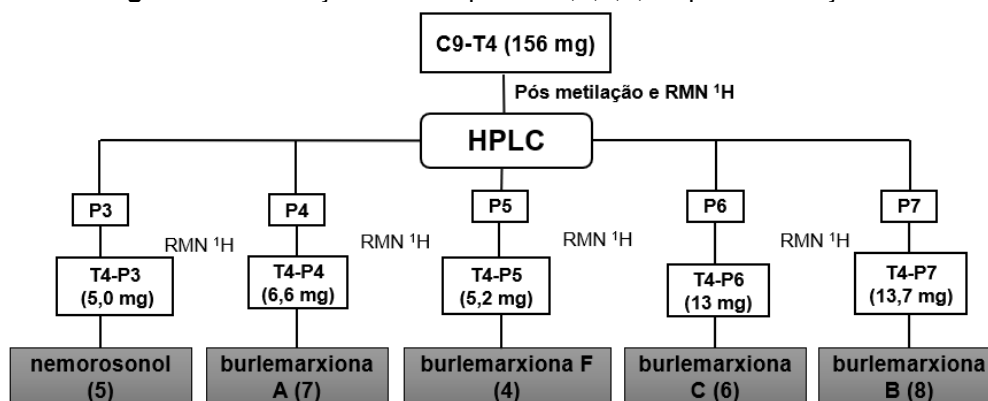 C9-T4 (156 mg)
Pós metilação e RMN ¹H
HPLC
P3
P4
P5
P6
P7
RMN ¹H
RMN ¹H
RMN ¹H
RMN ¹H
T4-P3
(5,0 mg)
T4-P4
(6,6 mg)
T4-P5
(5,2 mg)
T4-P6
(13 mg)
T4-P7
(13,7 mg)
nemorosonol
(5)
burlemarxiona
A (7)
burlemarxiona F
(4)
burlemarxiona
C (6)
burlemarxiona
B (8)